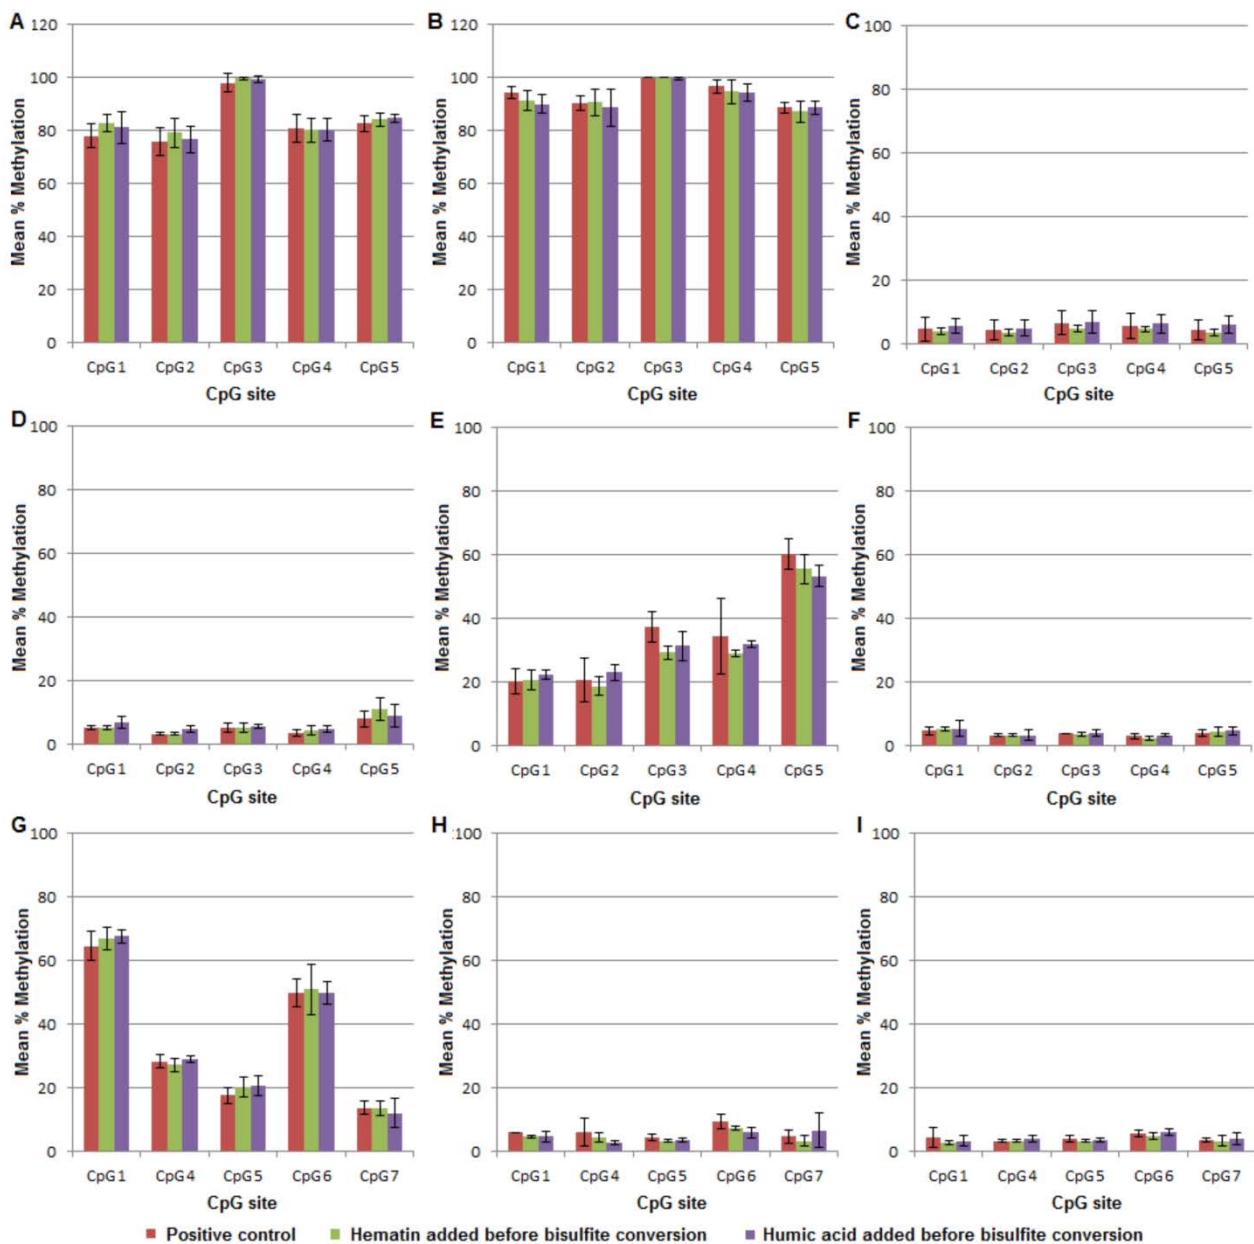 A
120
100
80
60
40
20
0
Mean % Methylation
CpG1 CpG2 CpG3 CpG4 CpG5
CpG site
B
120
100
80
60
40
20
0
Mean % Methylation
CpG1 CpG2 CpG3 CpG4 CpG5
CpG site
C
100
80
60
40
20
0
Mean % Methylation
CpG1 CpG2 CpG3 CpG4 CpG5
CpG site
D
100
80
60
40
20
0
Mean % Methylation
CpG1 CpG2 CpG3 CpG4 CpG5
CpG site
E
100
80
60
40
20
0
Mean % Methylation
CpG1 CpG2 CpG3 CpG4 CpG5
CpG site
F
100
80
60
40
20
0
Mean % Methylation
CpG1 CpG2 CpG3 CpG4 CpG5
CpG site
G
100
80
60
40
20
0
Mean % Methylation
CpG1 CpG4 CpG5 CpG6 CpG7
CpG site
H
100
80
60
40
20
0
Mean % Methylation
CpG1 CpG4 CpG5 CpG6 CpG7
CpG site
I
100
80
60
40
20
0
Mean % Methylation
CpG1 CpG4 CpG5 CpG6 CpG7
CpG site
Positive control Hematin added before bisulfite conversion Humic acid added before bisulfite conversion